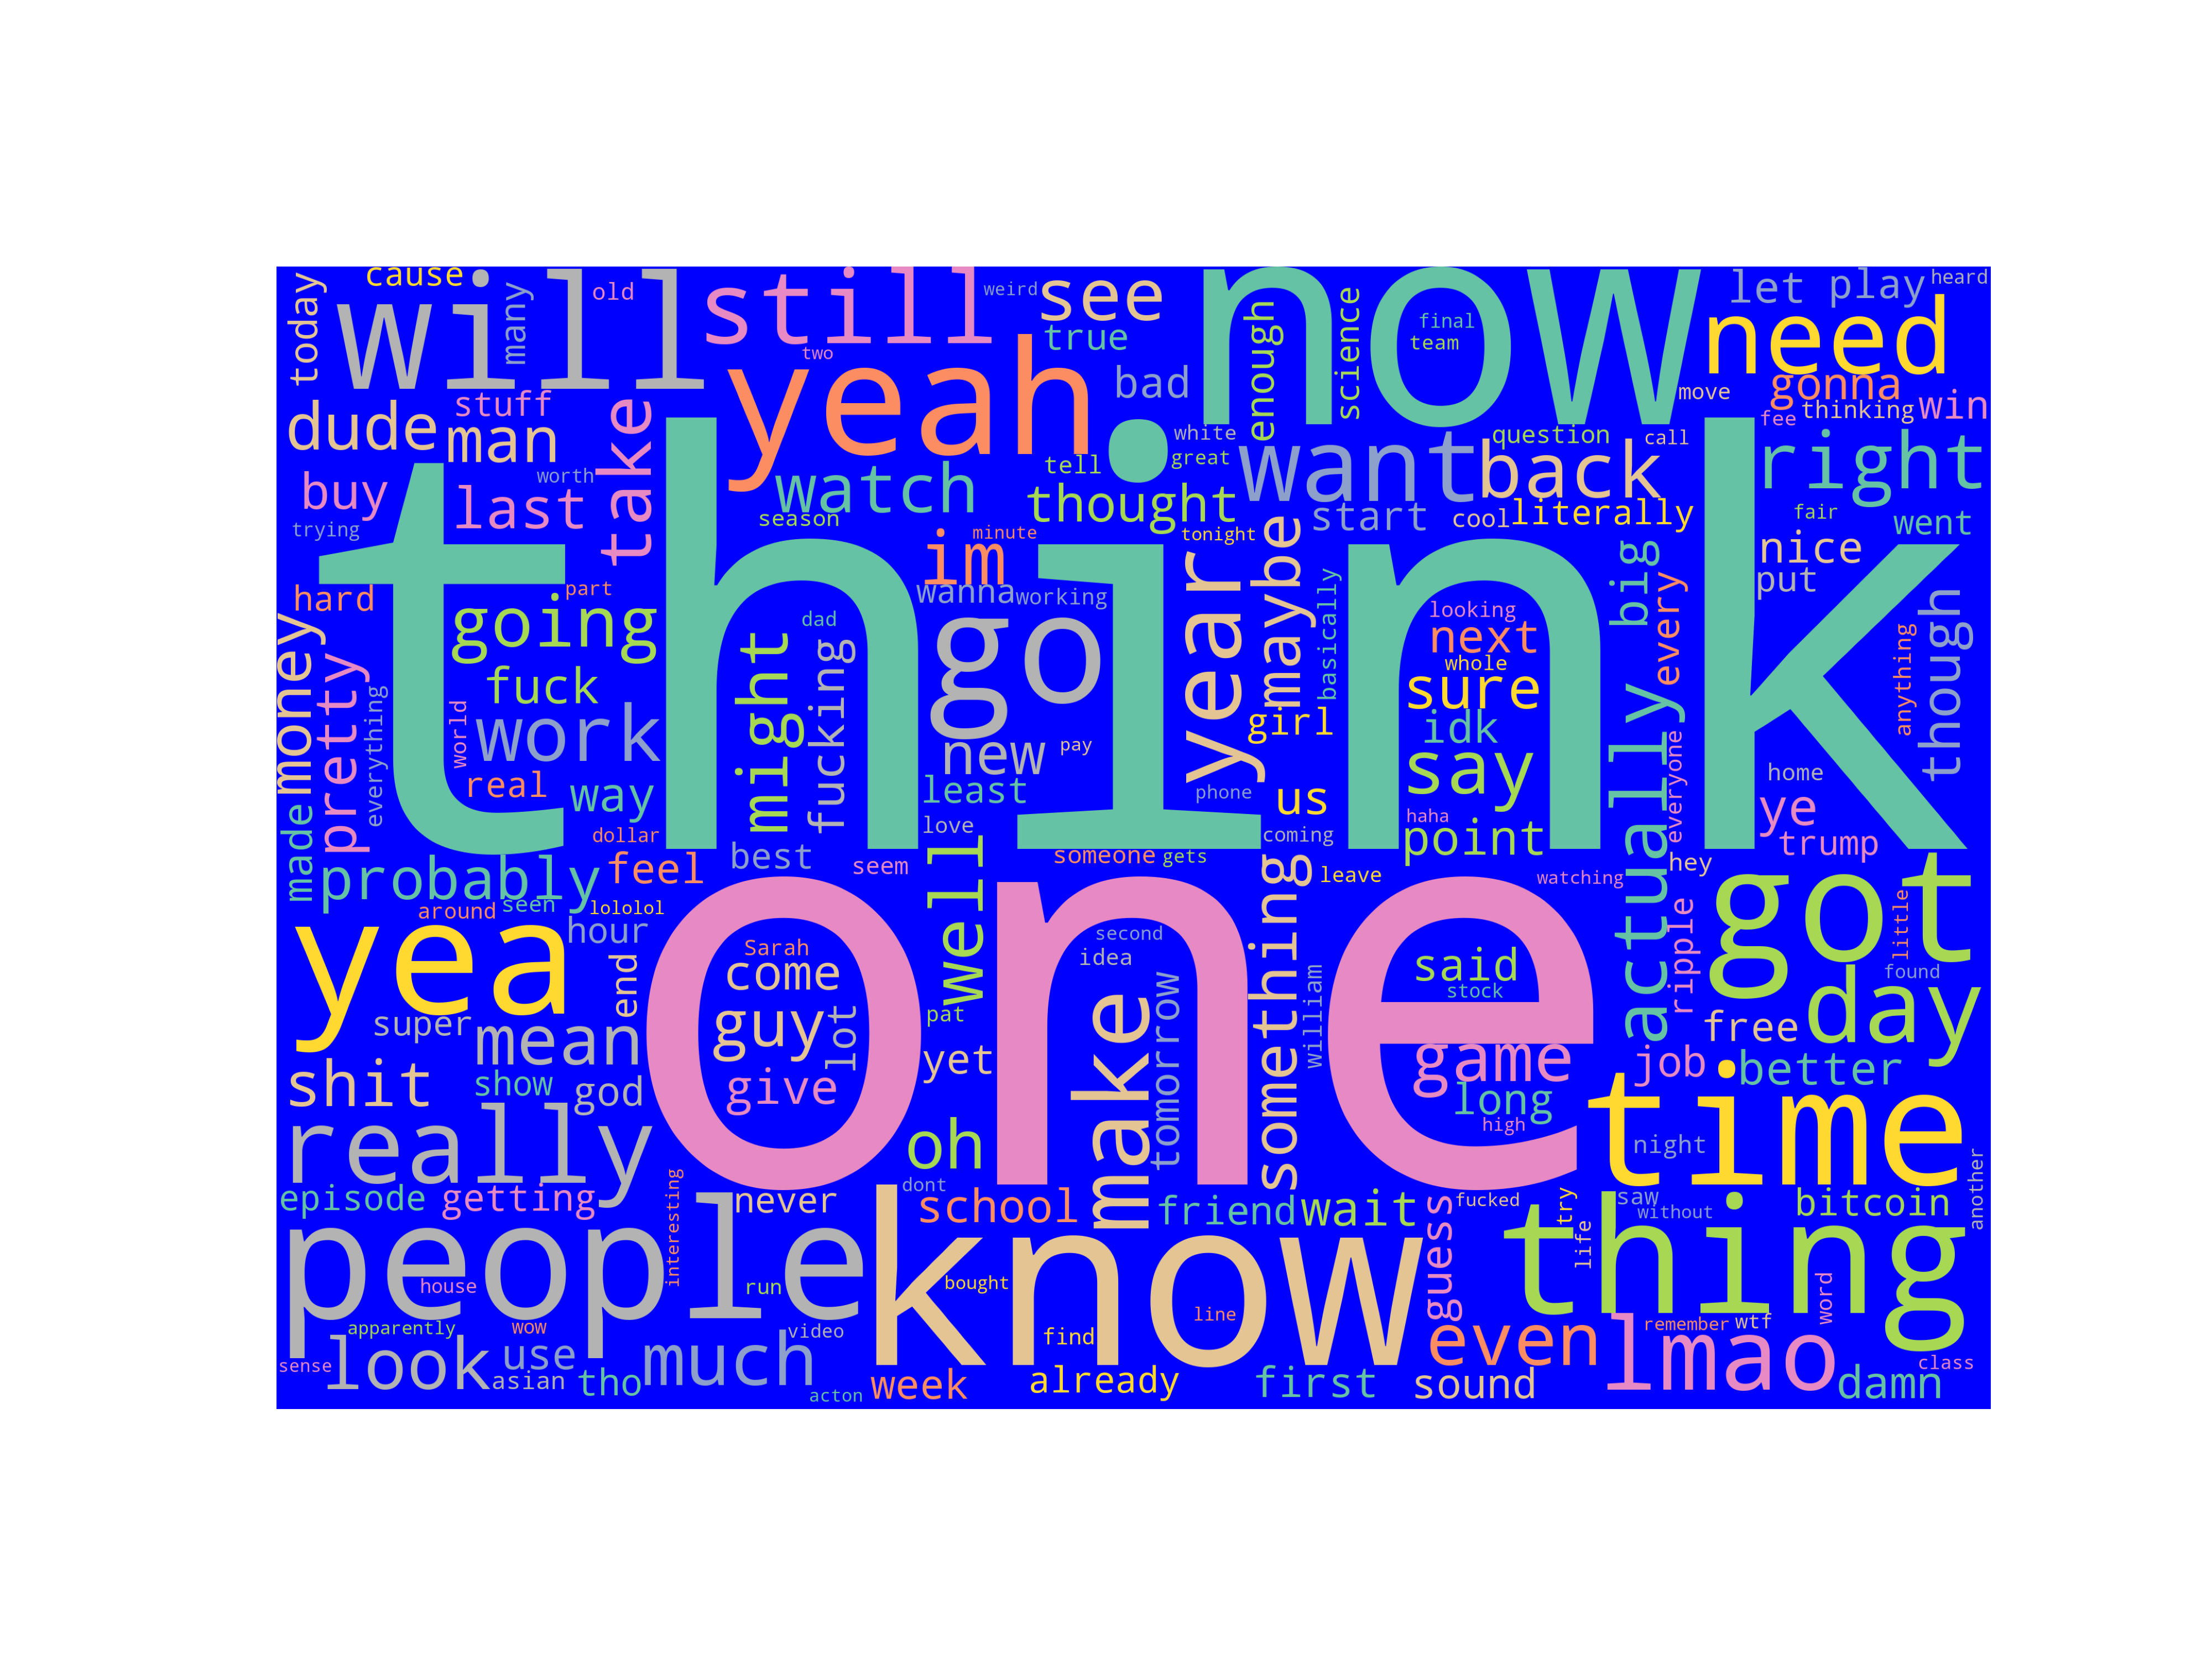 today
cause
will
many
old
still
two
weird
see
true
now
final
team
enough
science
let
play
heard
need
move
gonna
fee
thinking
win
dude
stuff
man
take
yeah
bad
white
great
tell
want
question
call
back
right
buy
last
worth
watch
season
thought
start
cool
literally
fair
went
trying
think
im
minute
tonight
year
maybe
big
every
nice
put
though
hard
part
going
wanna
working
basically
looking
next
whole
sure
anything
money
pretty
everything
fuck
world
work
real
way
might
dad
fucking
go
new
pay
least
phone
girl
us
idk
say
haha
point
actually
everyone
home
ye
trump
made
probably
dollar
feel
best
seem
love
well
someone
gets
coming
something
leave
watching
hey
got
little
around
seen
lololol
yea
hour
end
one
Sarah
come
guy
lot
give
pat
yet
second
idea
make
tomorrow
william
said
stock
game
long
high
ripple
found
free
day
super
mean
shit
show
god
job
better
time
night
really
oh
dont
episode
getting
interesting
never
school
friend
wait
guess
fucked
try
life
saw
without
bitcoin
another
people
house
run
know
bought
line
find
thing
word
apparently
wow
video
even
remember
wtf
lmao
sense
look
use
asian
tho
much
acton
week
already
first
sound
damn
class